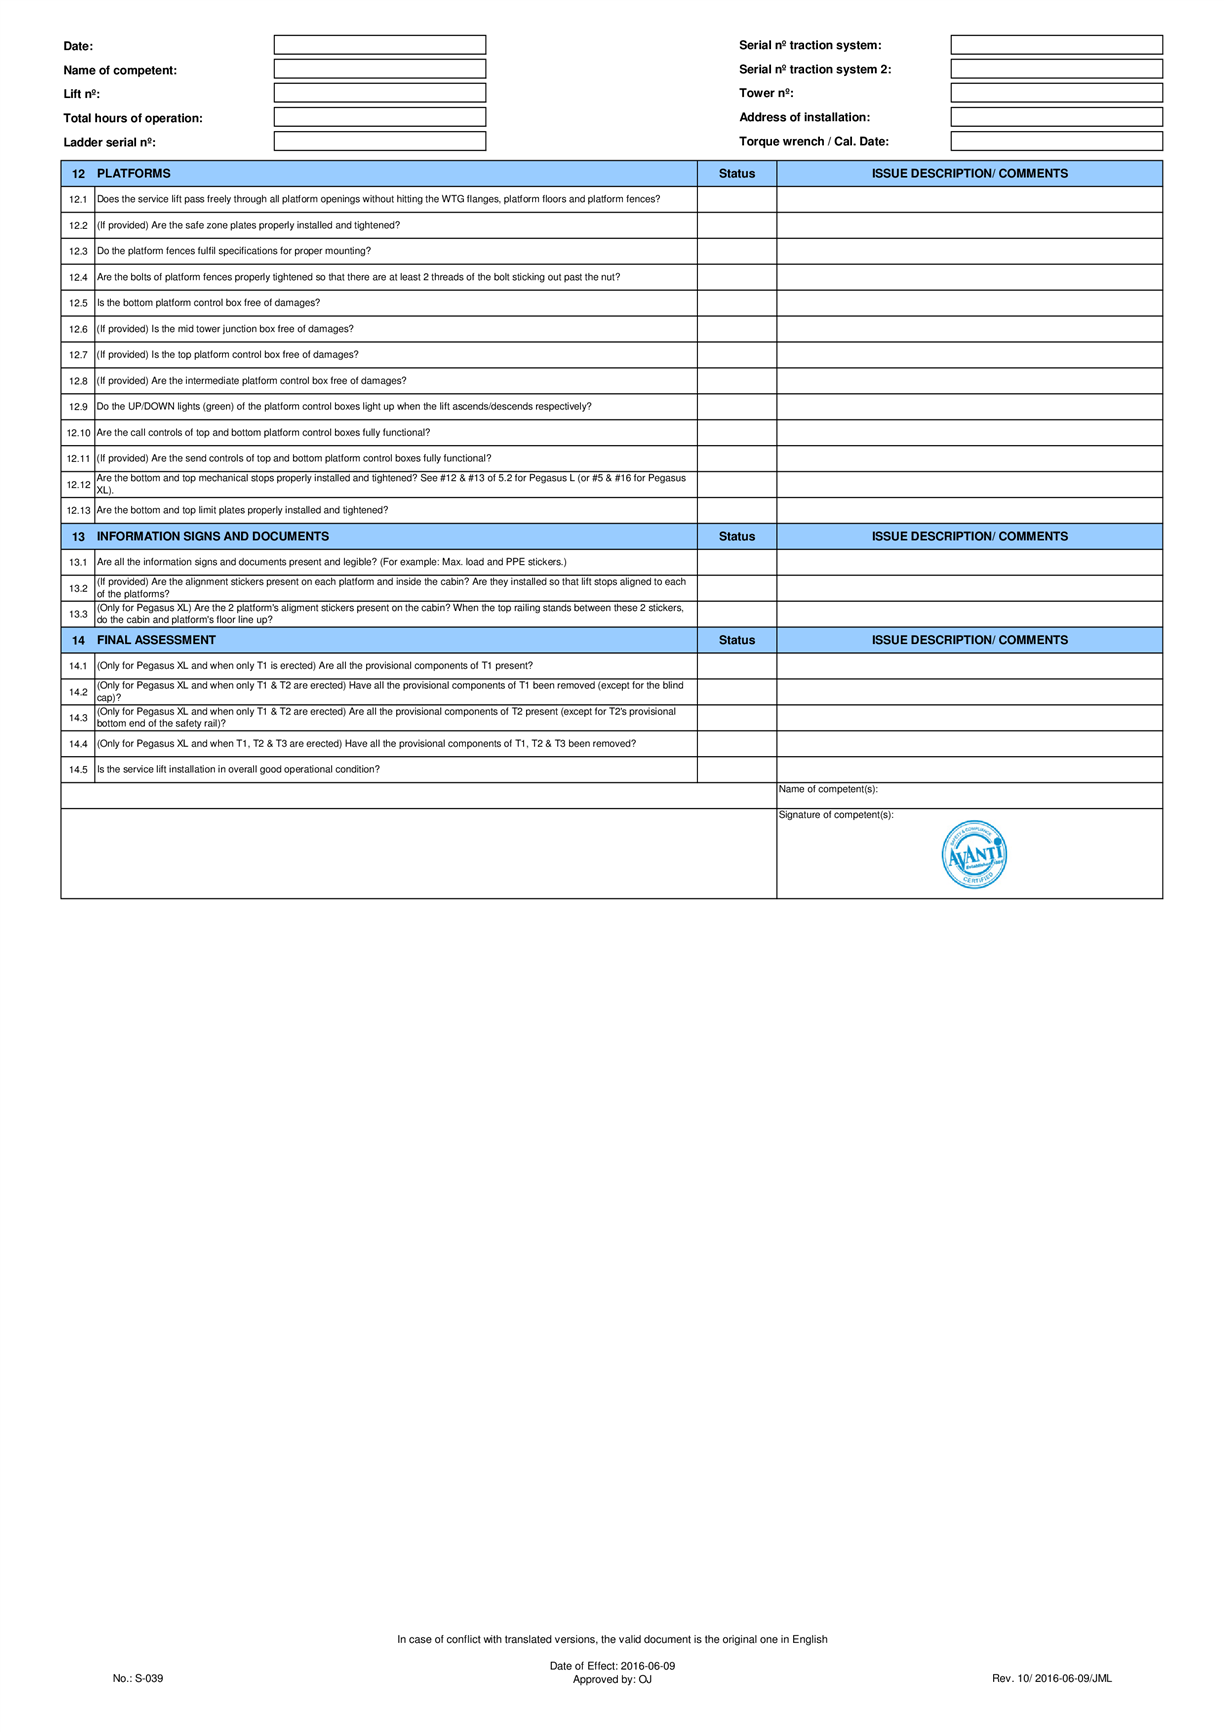 Date:
Serial nº traction system:
Name of competent:
Serial nº traction system 2:
Lift nº:
Tower nº:
Total hours of operation:
Address of installation:
Ladder serial nº:
Torque wrench / Cal. Date:
12 PLATFORMS Status ISSUE DESCRIPTION/ COMMENTS
12.1 Does the service lift pass freely through all platform openings without hitting the WTG flanges, platform floors and platform fences?
12.2 (If provided) Are the safe zone plates properly installed and tightened?
12.3 Do the platform fences fulfil specifications for proper mounting?
12.4 Are the bolts of platform fences properly tightened so that there are at least 2 threads of the bolt sticking out past the nut?
12.5 Is the bottom platform control box free of damages?
12.6 (If provided) Is the mid tower junction box free of damages?
12.7 (If provided) Is the top platform control box free of damages?
12.8 (If provided) Are the intermediate platform control box free of damages?
12.9 Do the UP/DOWN lights (green) of the platform control boxes light up when the lift ascends/descends respectively?
12.10 Are the call controls of top and bottom platform control boxes fully functional?
12.11 (If provided) Are the send controls of top and bottom platform control boxes fully functional?
12.12 Are the bottom and top mechanical stops properly installed and tightened? See #12 & #13 of 5.2 for Pegasus L (or #5 & #16 for Pegasus
XL).
12.13 Are the bottom and top limit plates properly installed and tightened?
13 INFORMATION SIGNS AND DOCUMENTS Status ISSUE DESCRIPTION/ COMMENTS
13.1 Are all the information signs and documents present and legible? (For example: Max. load and PPE stickers.)
13.2 (If provided) Are the alignment stickers present on each platform and inside the cabin? Are they installed so that lift stops aligned to each
of the platforms?
13.3 (Only for Pegasus XL) Are the 2 platform's aligment stickers present on the cabin? When the top railing stands between these 2 stickers,
do the cabin and platform's floor line up?
14 FINAL ASSESSMENT Status ISSUE DESCRIPTION/ COMMENTS
14.1 (Only for Pegasus XL and when only T1 is erected) Are all the provisional components of T1 present?
14.2 (Only for Pegasus XL and when only T1 & T2 are erected) Have all the provisional components of T1 been removed (except for the blind
cap)?
14.3 (Only for Pegasus XL and when only T1 & T2 are erected) Are all the provisional components of T2 present (except for T2's provisional
bottom end of the safety rail)?
14.4 (Only for Pegasus XL and when T1, T2 & T3 are erected) Have all the provisional components of T1, T2 & T3 been removed?
14.5 Is the service lift installation in overall good operational condition?
Name of competent(s):
Signature of competent(s):
SAFETY & COMPLIANCE
AVANTI
CERTIFIED
In case of conflict with translated versions, the valid document is the original one in English
Date of Effect: 2016-06-09
No.: S-039
Approved by: OJ
Rev. 10/ 2016-06-09/JML